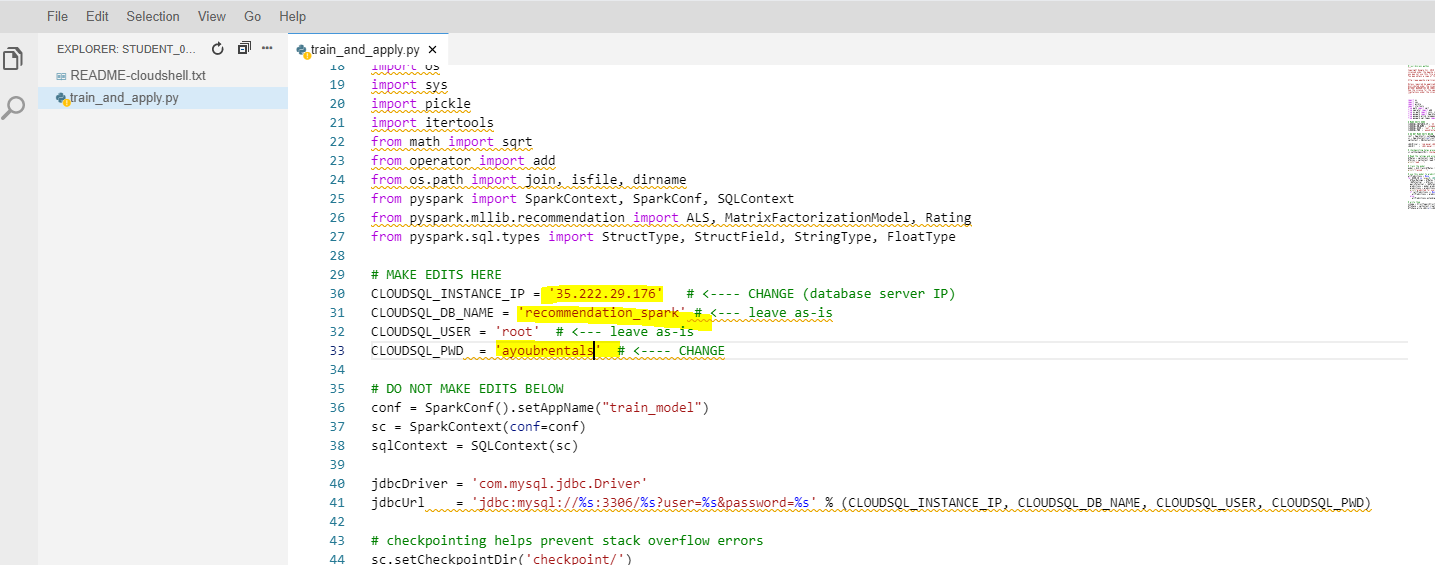 File Edit Selection View Go Help
EXPLORER: STUDENT_0...
README-cloudshell.txt
train_and_apply.py
train_and_apply.py ×
18 import os
19 import sys
20 import pickle
21 import itertools
22 from math import sqrt
23 from operator import add
24 from os.path import join, isfile, dirname
25 from pyspark import SparkContext, SparkConf, SQLContext
26 from pyspark.mllib.recommendation import ALS, MatrixFactorizationModel, Rating
27 from pyspark.sql.types import StructType, StructField, StringType, FloatType
28
29 # MAKE EDITS HERE
30 CLOUDSQL_INSTANCE_IP = '35.222.29.176'   # <---- CHANGE (database server IP)
31 CLOUDSQL_DB_NAME = 'recommendation_spark' # <--- leave as-is
32 CLOUDSQL_USER = 'root'  # <--- leave as-is
33 CLOUDSQL_PWD  = 'ayoubrentals'  # <---- CHANGE
34
35 # DO NOT MAKE EDITS BELOW
36 conf = SparkConf().setAppName("train_model")
37 sc = SparkContext(conf=conf)
38 sqlContext = SQLContext(sc)
39
40 jdbcDriver = 'com.mysql.jdbc.Driver'
41 jdbcUrl    = 'jdbc:mysql://%s:3306/%s?user=%s&password=%s' % (CLOUDSQL_INSTANCE_IP, CLOUDSQL_DB_NAME, CLOUDSQL_USER, CLOUDSQL_PWD)
42
43 # checkpointing helps prevent stack overflow errors
44 sc.setCheckpointDir('checkpoint/')